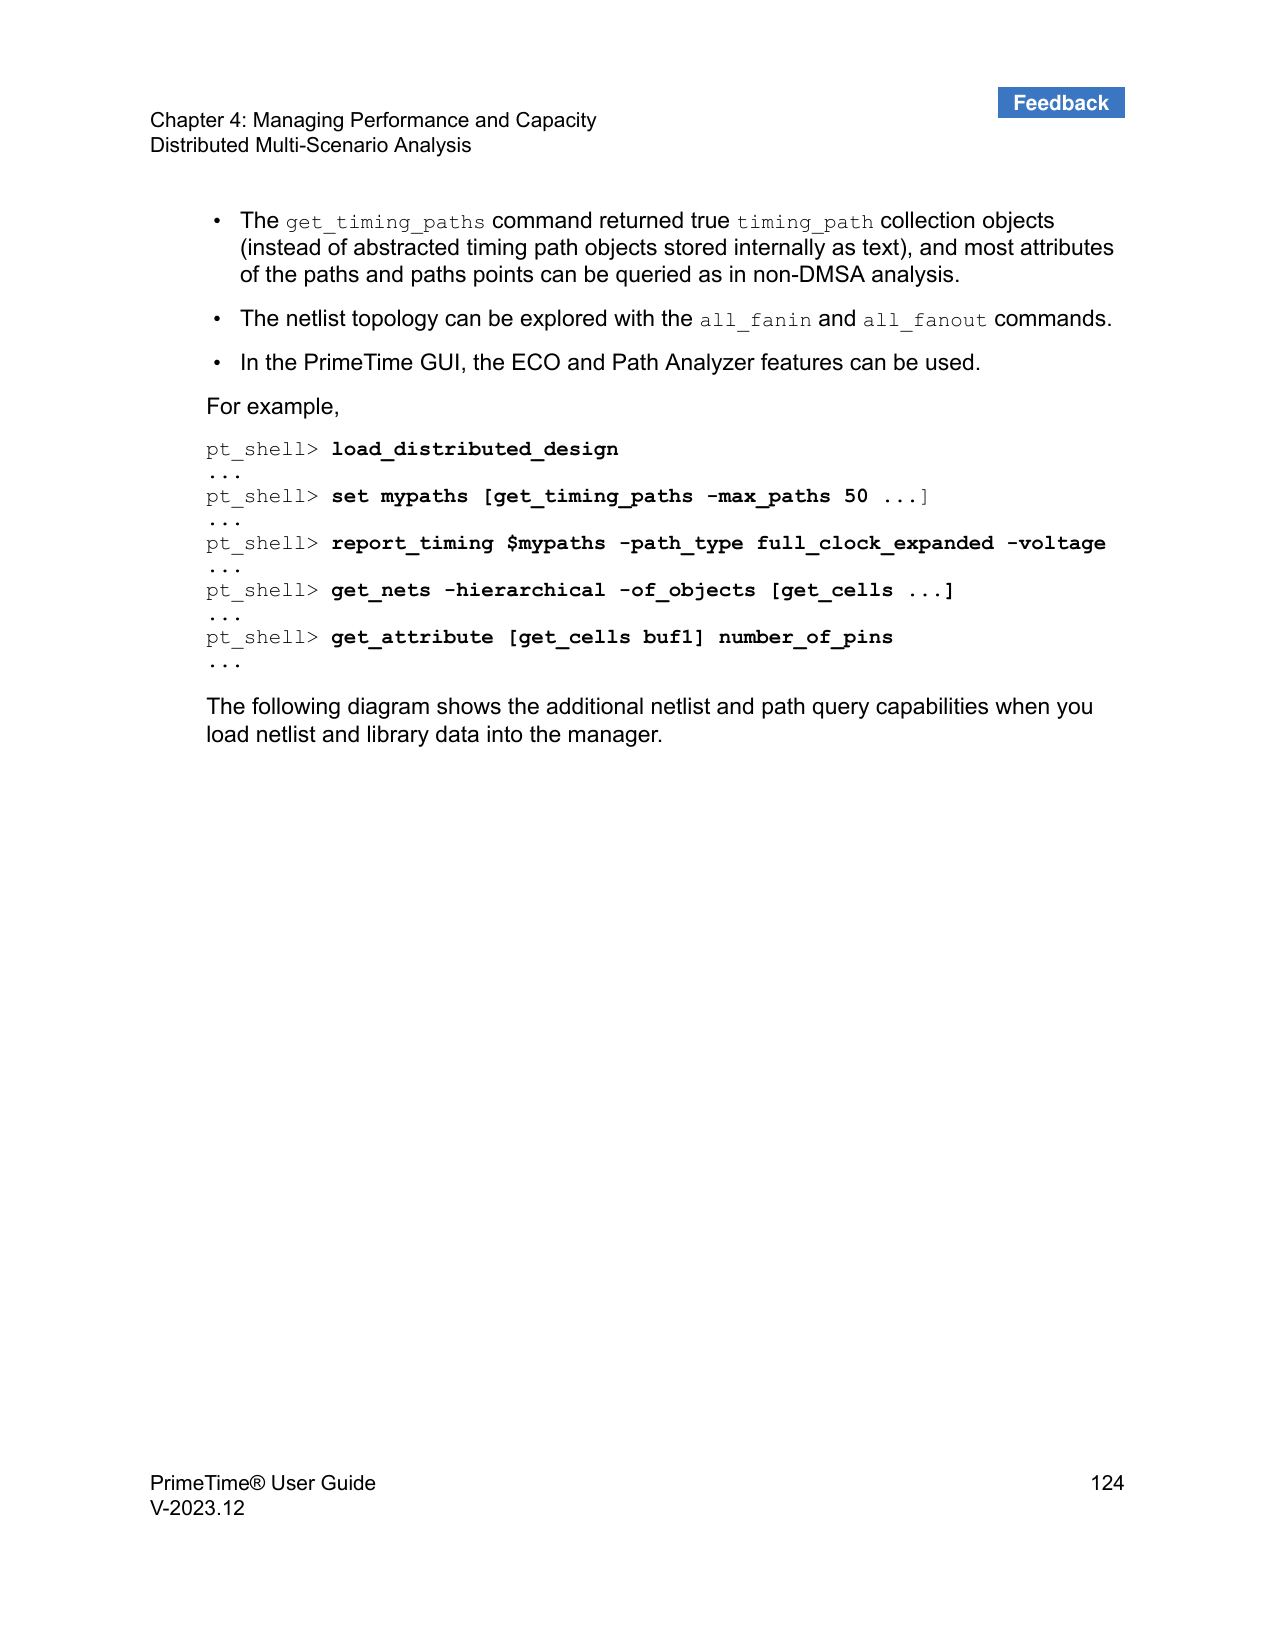 Feedback
Chapter 4: Managing Performance and Capacity
Distributed Multi-Scenario Analysis
• The get_timing_paths command returned true timing_path collection objects
(instead of abstracted timing path objects stored internally as text), and most attributes
of the paths and paths points can be queried as in non-DMSA analysis.
• The netlist topology can be explored with the all_fanin and all_fanout commands.
• In the PrimeTime GUI, the ECO and Path Analyzer features can be used.
For example,
pt_shell> load_distributed_design
...
pt_shell> set mypaths [get_timing_paths -max_paths 50 ...]
...
pt_shell> report_timing $mypaths -path_type full_clock_expanded -voltage
...
pt_shell> get_nets -hierarchical -of_objects [get_cells ...]
...
pt_shell> get_attribute [get_cells buf1] number_of_pins
...
The following diagram shows the additional netlist and path query capabilities when you
load netlist and library data into the manager.
PrimeTime® User Guide 124
V-2023.12